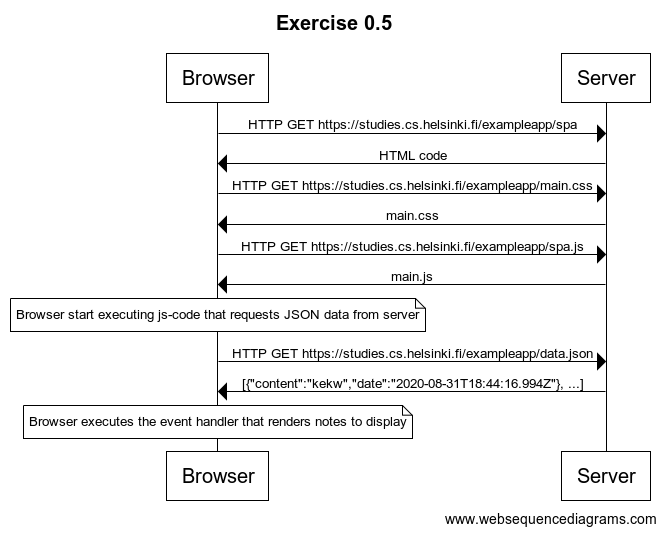 Exercise 0.5
Browser
Server
HTTP GET https://studies.cs.helsinki.fi/exampleapp/spa
HTML code
HTTP GET https://studies.cs.helsinki.fi/exampleapp/main.css
main.css
HTTP GET https://studies.cs.helsinki.fi/exampleapp/spa.js
main.js
Browser start executing js-code that requests JSON data from server
HTTP GET https://studies.cs.helsinki.fi/exampleapp/data.json
[{"content":"kekw","date":"2020-08-31T18:44:16.994Z"}, ...]
Browser executes the event handler that renders notes to display
Browser
Server
www.websequencediagrams.com